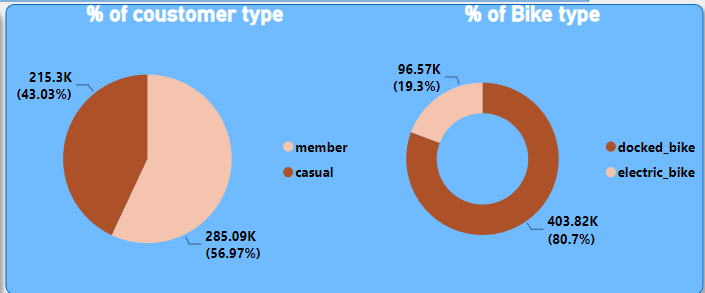 % of coustomer type
215.3K
(43.03%)
285.09K
(56.97%)
member
casual
% of Bike type
96.57K
(19.3%)
403.82K
(80.7%)
docked_bike
electric_bike